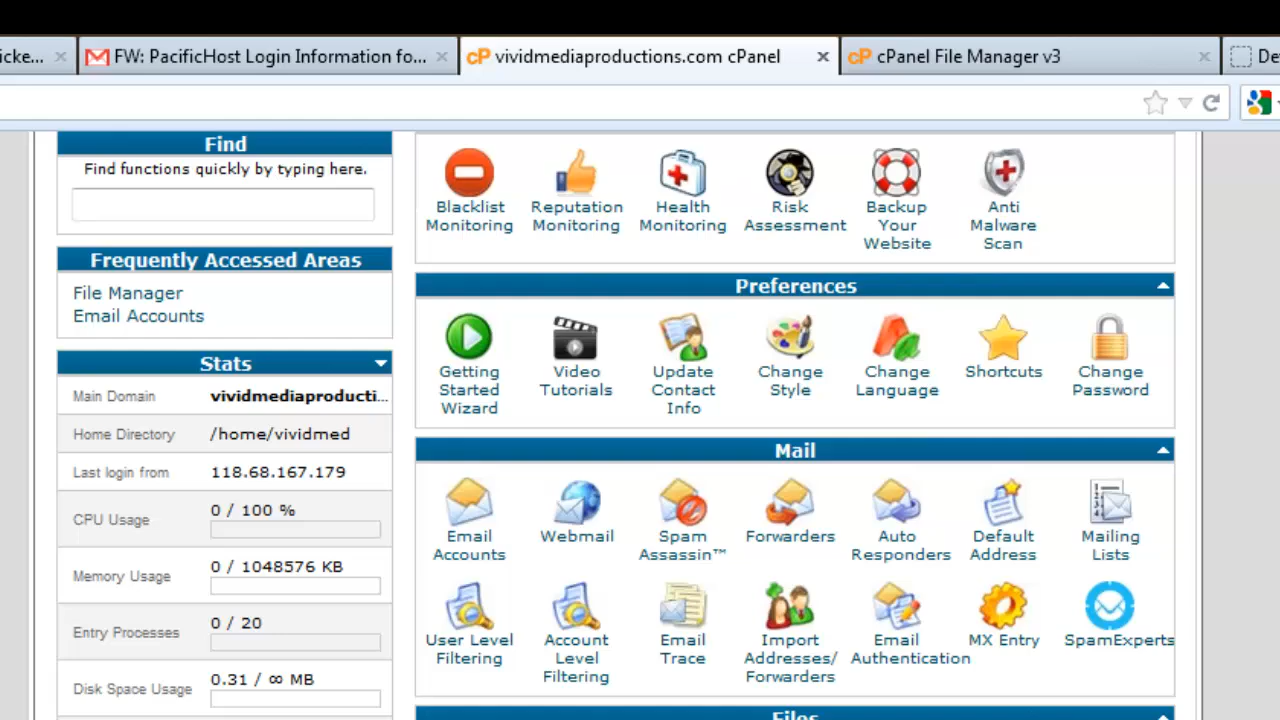 icke...
FW: PacificHost Login Information fo...
cP vividmediaproductions.com cPanel
cP cPanel File Manager v3
Find
Find functions quickly by typing here.
Frequently Accessed Areas
File Manager
Email Accounts
Stats
Main Domain vividmediaproducti...
Home Directory /home/vividmed
Last login from 118.68.167.179
CPU Usage 0 / 100 %
Memory Usage 0 / 1048576 KB
Entry Processes 0 / 20
Disk Space Usage 0.31 / ∞ MB
Blacklist
Monitoring
Reputation
Monitoring
Health
Monitoring
Risk
Assessment
Backup
Your
Website
Anti
Malware
Scan
Preferences
Getting
Started
Wizard
Video
Tutorials
Update
Contact
Info
Change
Style
Change
Language
Shortcuts
Change
Password
Mail
Email
Accounts
Webmail
Spam
Assassin™
Forwarders
Auto
Responders
Default
Address
Mailing
Lists
User Level
Filtering
Account
Level
Filtering
Email
Trace
Import
Addresses/
Forwarders
Email
Authentication
MX Entry
SpamExperts
Files